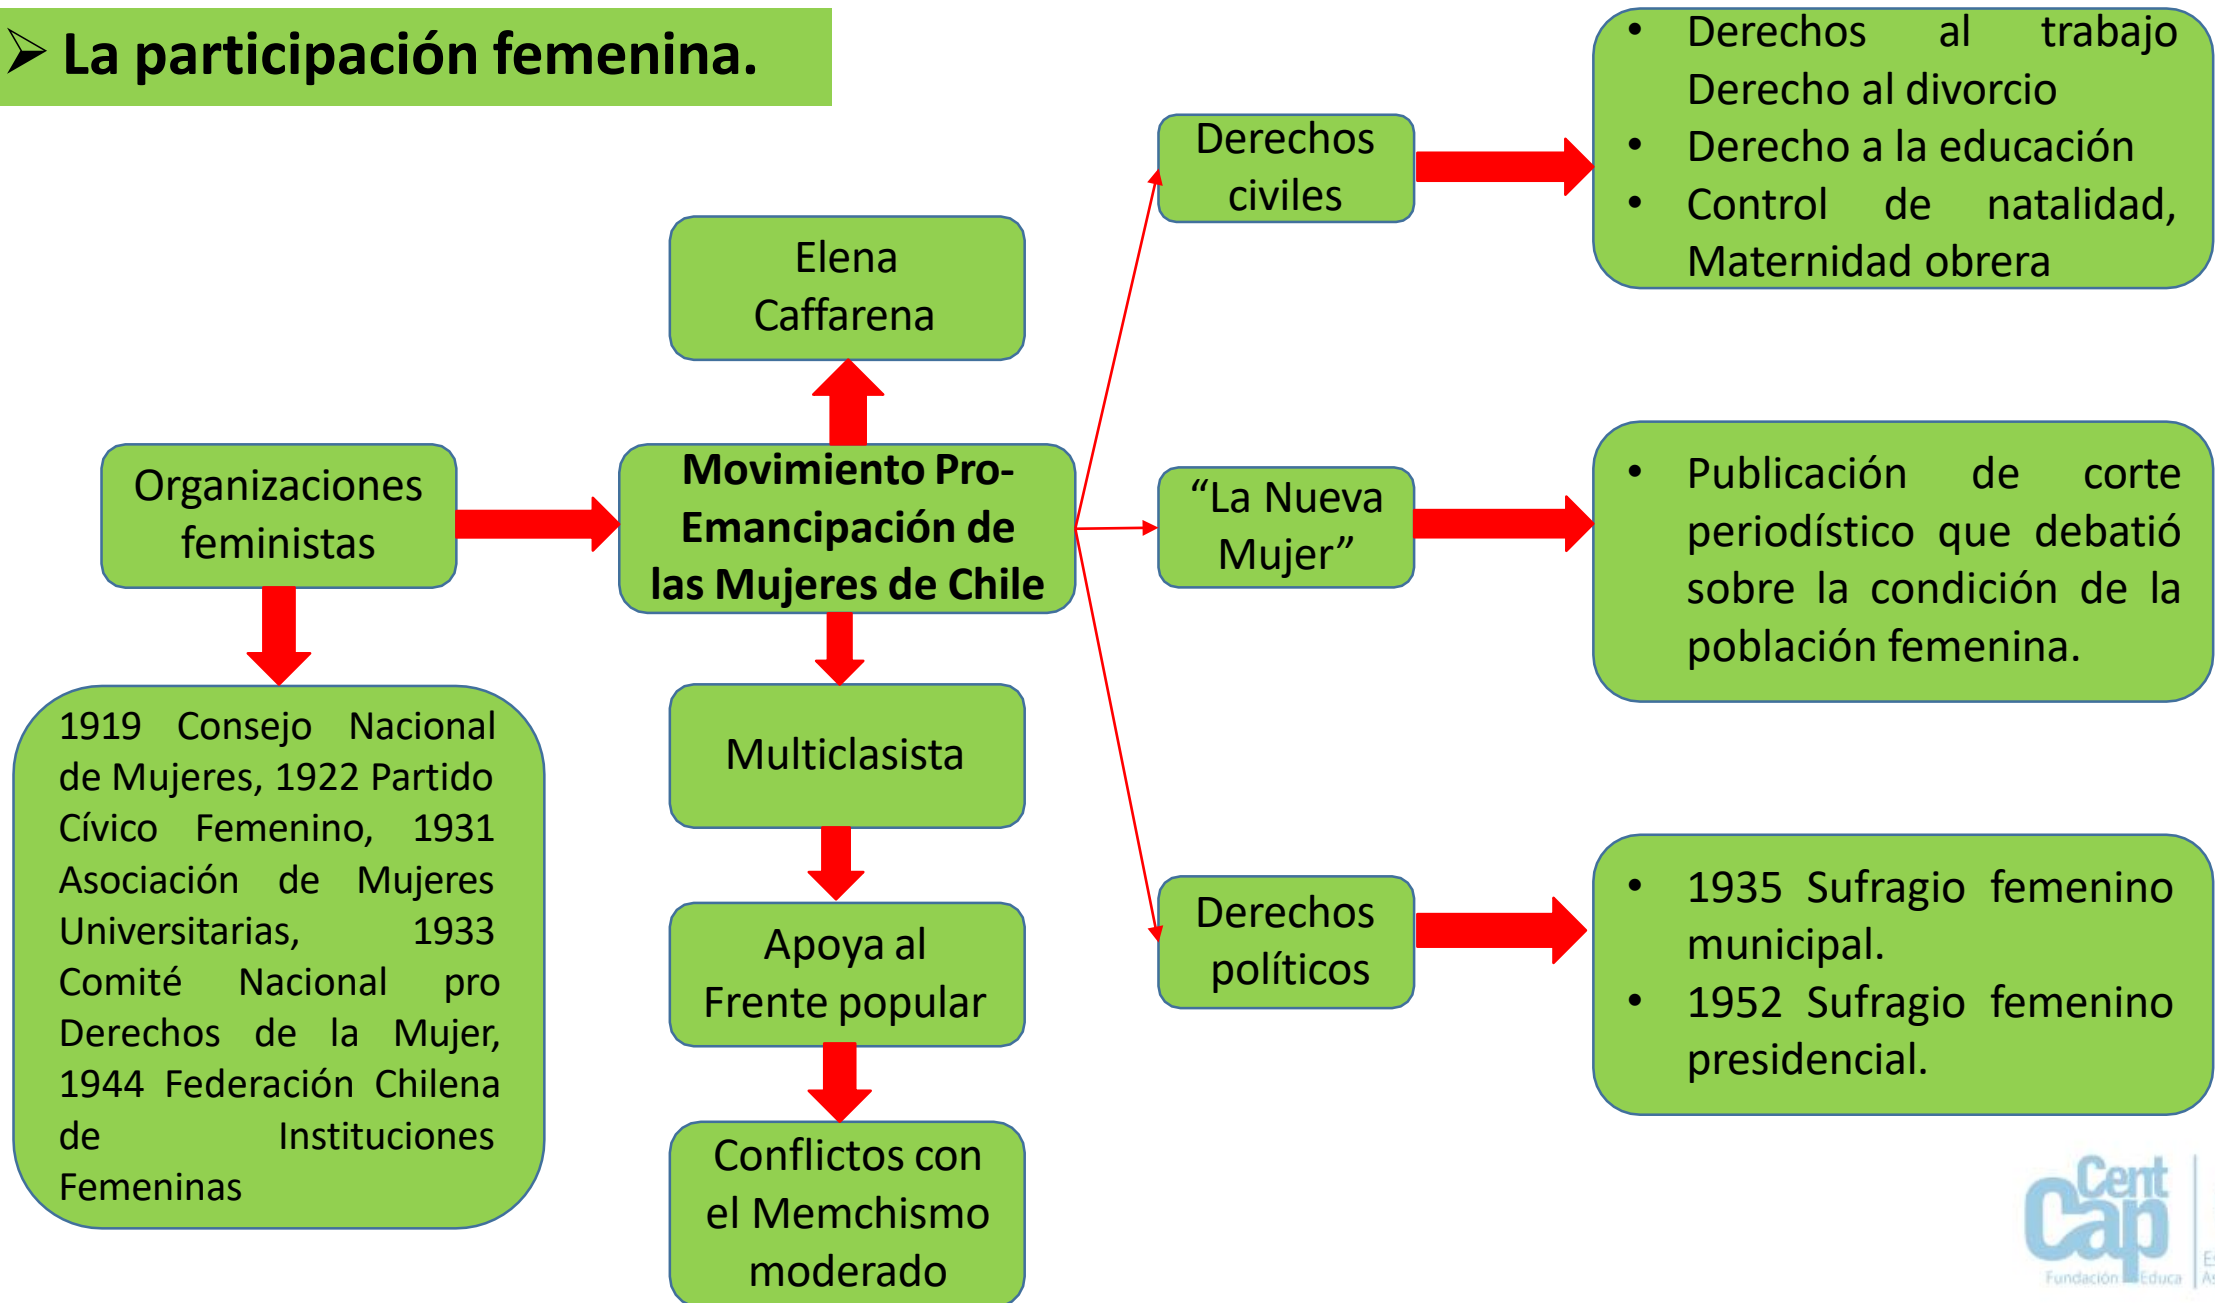 ➢ La participación femenina.
• Derechos al trabajo
Derecho al divorcio
• Derecho a la educación
• Control de natalidad,
Maternidad obrera
Derechos
civiles
Elena
Caffarena
Organizaciones
feministas
Movimiento Pro-
Emancipación de
las Mujeres de Chile
“La Nueva
Mujer”
• Publicación de corte
periodístico que debatió
sobre la condición de la
población femenina.
1919 Consejo Nacional
de Mujeres, 1922 Partido
Cívico Femenino, 1931
Asociación de Mujeres
Universitarias, 1933
Comité Nacional pro
Derechos de la Mujer,
1944 Federación Chilena
de Instituciones
Femeninas
Multiclasista
Apoya al
Frente popular
Conflictos con
el Memchismo
moderado
Derechos
políticos
• 1935 Sufragio femenino
municipal.
• 1952 Sufragio femenino
presidencial.
Cent
Cap
Fundación Educa